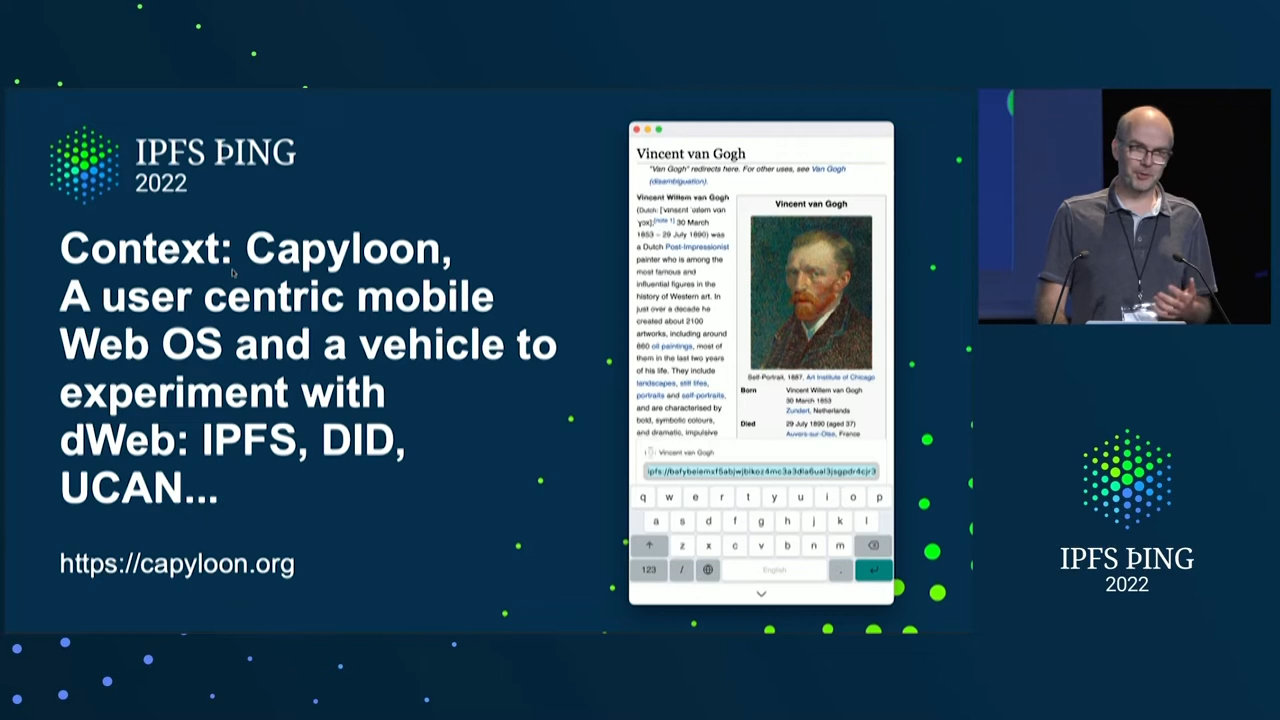 IPFS ÞING
2022
Context: Capyloon,
A user centric mobile
Web OS and a vehicle to
experiment with
dWeb: IPFS, DID,
UCAN...
https://capyloon.org
Vincent van Gogh
"Van Gogh" redirects here. For other uses, see Van Gogh
(disambiguation).
Vincent Willem van Gogh
(Dutch: [note 1] 30 March
1853 – 29 July 1890) was
a Dutch Post-Impressionist
painter who is among the
most famous and
influential figures in the
history of Western art. In
just over a decade he
created about 2100
artworks, including around
860 oil paintings, most of
them in the last two years
of his life. They include
landscapes, still lifes,
portraits and self-portraits,
and are characterised by
bold, symbolic colours,
and dramatic, impulsive
Vincent van Gogh
Self-Portrait, 1887, Art Institute of Chicago
Born Vincent Willem van Gogh
30 March 1853
Zundert, Netherlands
Died 29 July 1890 (aged 37)
Auvers-sur-Oise, France
Vincent van Gogh
q w e r t y u i o p
a s d f g h j k l
z x c v b n m
123 / English .
IPFS ÞING
2022